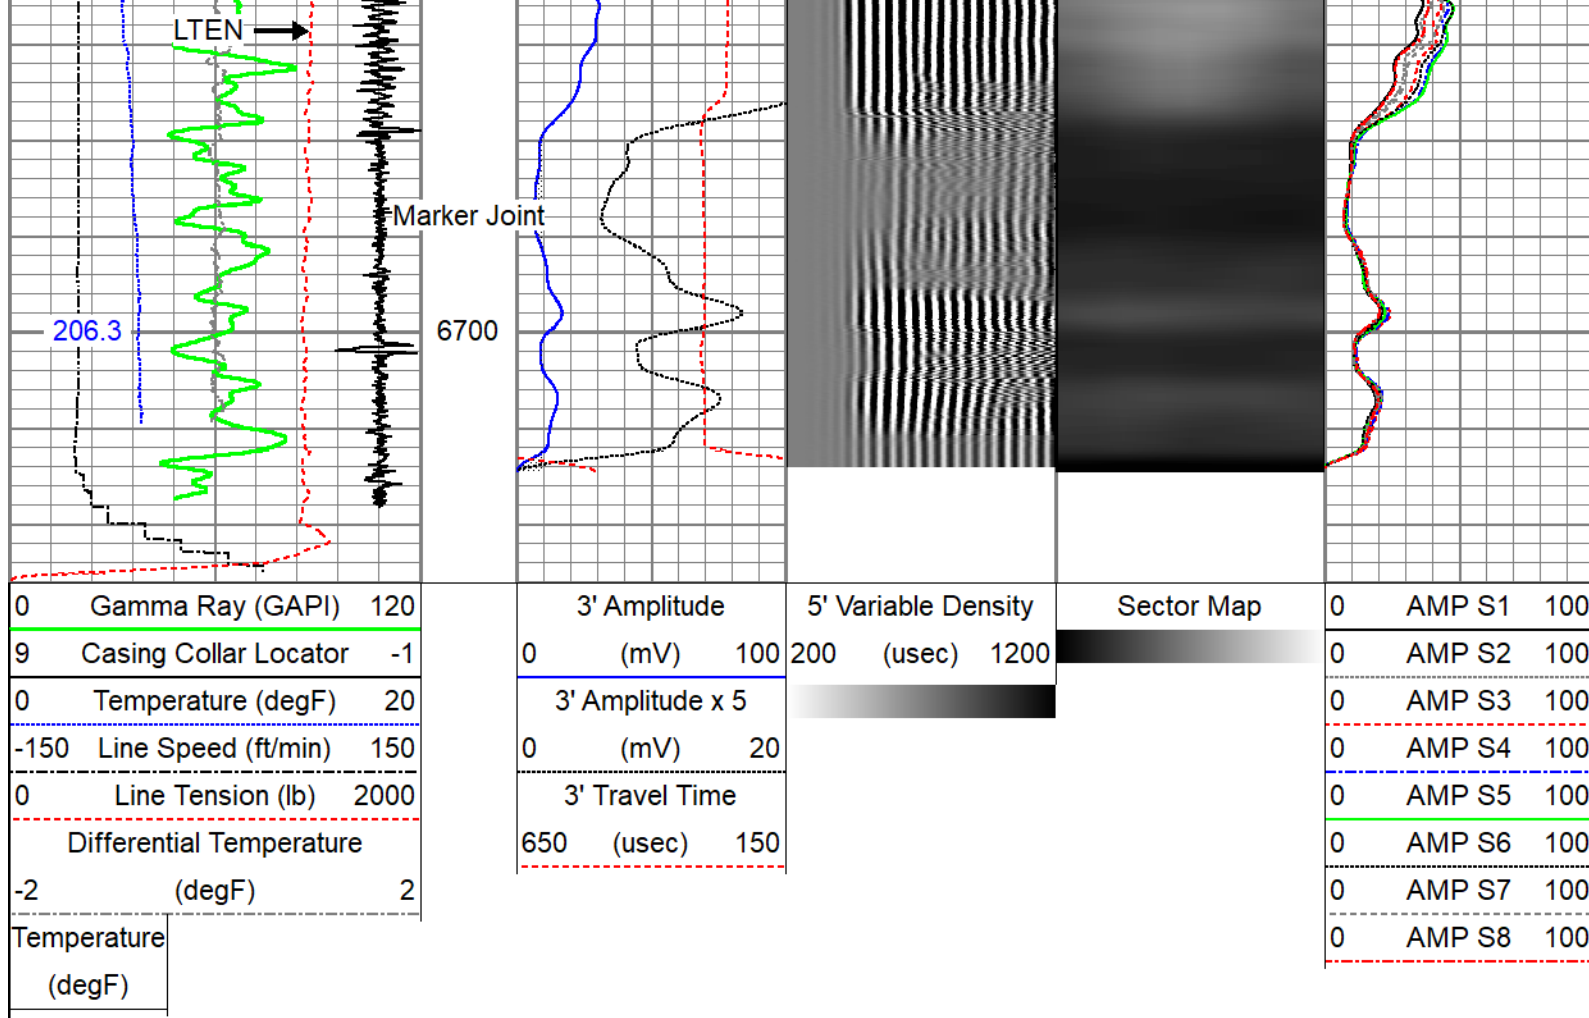 LTEN
Marker Joint
206.3
6700
0 Gamma Ray (GAPI) 120
9 Casing Collar Locator -1
0 Temperature (degF) 20
-150 Line Speed (ft/min) 150
0 Line Tension (lb) 2000
Differential Temperature
-2 (degF) 2
Temperature
(degF)
3' Amplitude
0 (mV) 100
3' Amplitude x 5
0 (mV) 20
3' Travel Time
650 (usec) 150
5' Variable Density
200 (usec) 1200
Sector Map
0 AMP S1 100
0 AMP S2 100
0 AMP S3 100
0 AMP S4 100
0 AMP S5 100
0 AMP S6 100
0 AMP S7 100
0 AMP S8 100